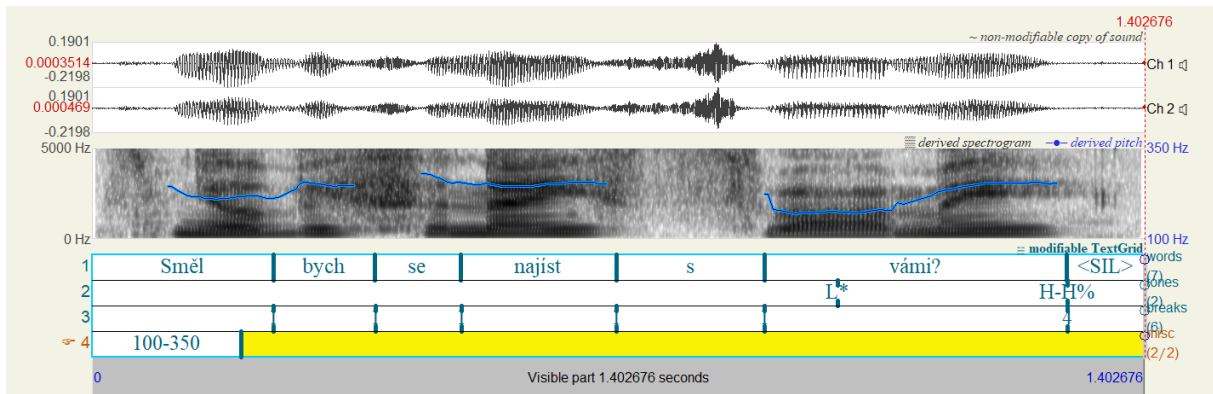 1.402676
~ non-modifiable copy of sound
0.1901
0.0003514
-0.2198
Ch 1
0.1901
0.000469
-0.2198
Ch 2
5000 Hz
derived spectrogram
derived pitch
350 Hz
0 Hz
100 Hz
modifiable TextGrid
1 Směl bych se najíst s vámi? <SIL> words (7)
2 L* H-H% tones (2)
3 4 breaks (6)
4 100-350 misc (2/2)
0 Visible part 1.402676 seconds 1.402676